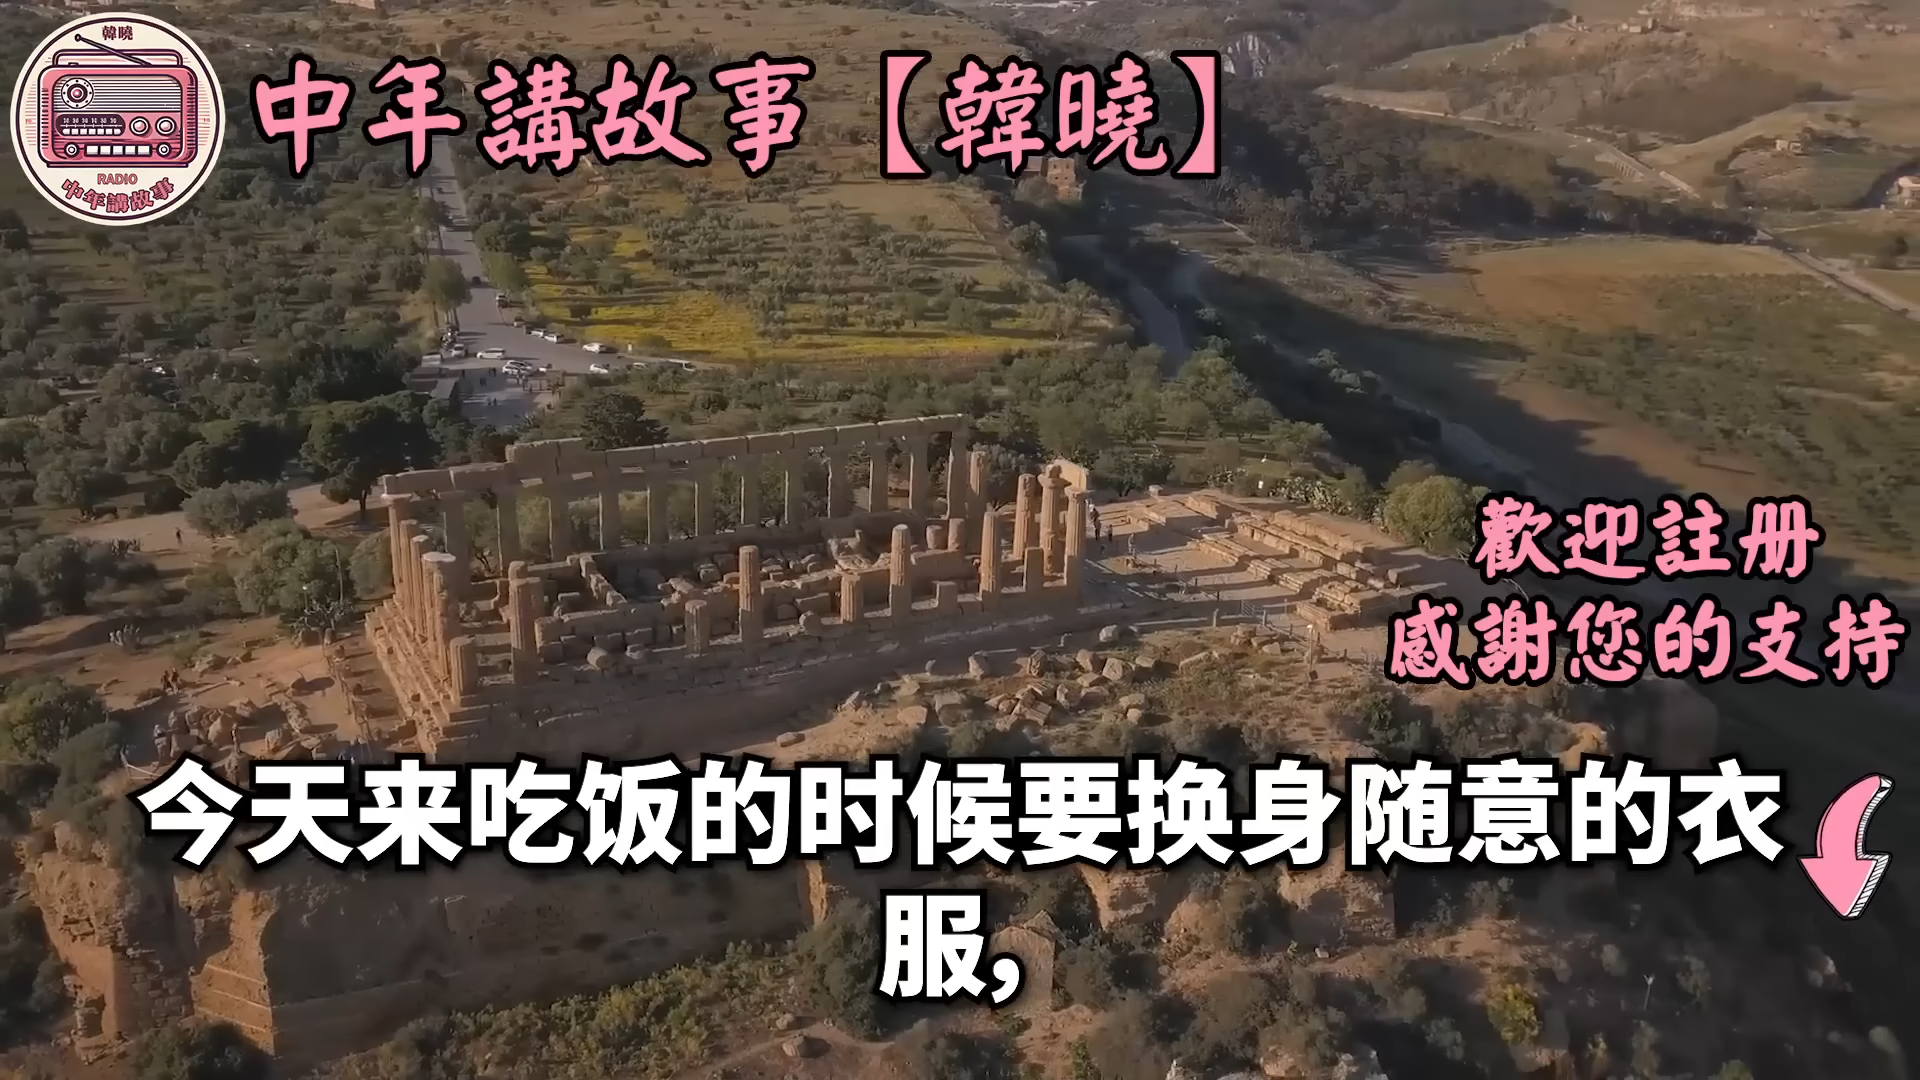 韓曉
RADIO
中年講故事
中年講故事【韓曉】
歡迎註册
感謝您的支持
今天来吃饭的时候要换身随意的衣
服,